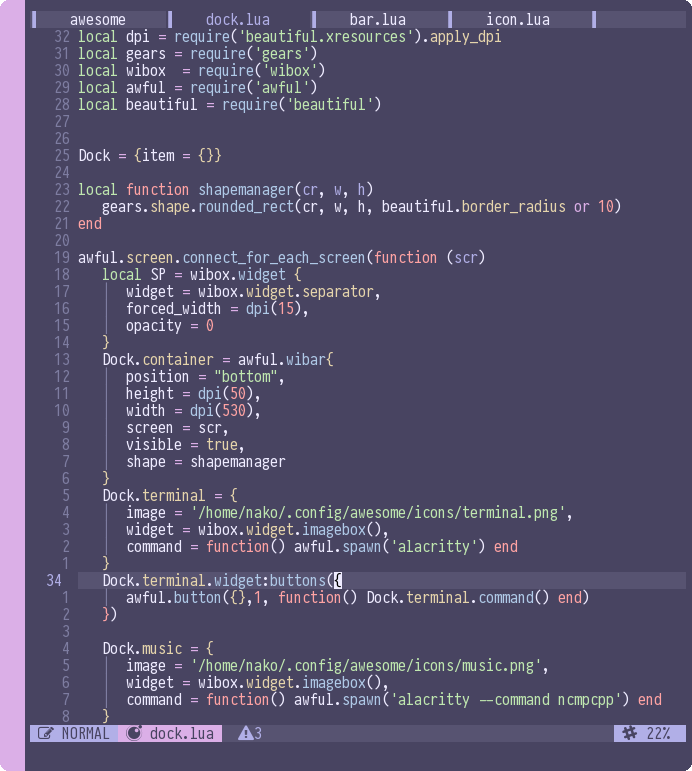 awesome dock.lua bar.lua icon.lua
32 local dpi = require('beautiful.xresources').apply_dpi
31 local gears = require('gears')
30 local wibox  = require('wibox')
29 local awful = require('awful')
28 local beautiful = require('beautiful')
27
26
25 Dock = {item = {}}
24
23 local function shapemanager(cr, w, h)
22    gears.shape.rounded_rect(cr, w, h, beautiful.border_radius or 10)
21 end
20
19 awful.screen.connect_for_each_screen(function (scr)
18    local SP = wibox.widget {
17       widget = wibox.widget.separator,
16       forced_width = dpi(15),
15       opacity = 0
14    }
13    Dock.container = awful.wibar{
12       position = "bottom",
11       height = dpi(50),
10       width = dpi(530),
9       screen = scr,
8       visible = true,
7       shape = shapemanager
6    }
5    Dock.terminal = {
4       image = '/home/nako/.config/awesome/icons/terminal.png',
3       widget = wibox.widget.imagebox(),
2       command = function() awful.spawn('alacritty') end
1    }
34    Dock.terminal.widget:buttons({
1       awful.button({},1, function() Dock.terminal.command() end)
2    })
3
4    Dock.music = {
5       image = '/home/nako/.config/awesome/icons/music.png',
6       widget = wibox.widget.imagebox(),
7       command = function() awful.spawn('alacritty --command ncmpcpp') end
8    }
NORMAL dock.lua 3 22%